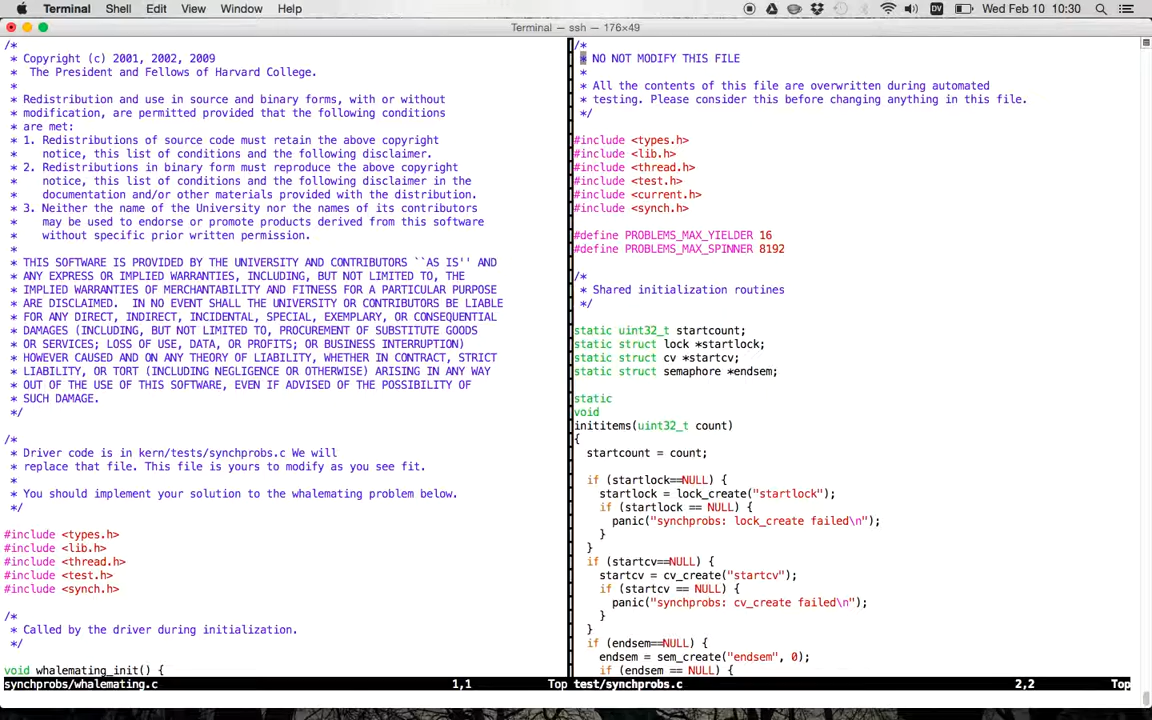 Terminal Shell Edit View Window Help DV Wed Feb 10 10:30
Terminal — ssh — 176×49
/*
* Copyright (c) 2001, 2002, 2009
*  The President and Fellows of Harvard College.
*
* Redistribution and use in source and binary forms, with or without
* modification, are permitted provided that the following conditions
* are met:
* 1. Redistributions of source code must retain the above copyright
*    notice, this list of conditions and the following disclaimer.
* 2. Redistributions in binary form must reproduce the above copyright
*    notice, this list of conditions and the following disclaimer in the
*    documentation and/or other materials provided with the distribution.
* 3. Neither the name of the University nor the names of its contributors
*    may be used to endorse or promote products derived from this software
*    without specific prior written permission.
*
* THIS SOFTWARE IS PROVIDED BY THE UNIVERSITY AND CONTRIBUTORS ``AS IS'' AND
* ANY EXPRESS OR IMPLIED WARRANTIES, INCLUDING, BUT NOT LIMITED TO, THE
* IMPLIED WARRANTIES OF MERCHANTABILITY AND FITNESS FOR A PARTICULAR PURPOSE
* ARE DISCLAIMED.  IN NO EVENT SHALL THE UNIVERSITY OR CONTRIBUTORS BE LIABLE
* FOR ANY DIRECT, INDIRECT, INCIDENTAL, SPECIAL, EXEMPLARY, OR CONSEQUENTIAL
* DAMAGES (INCLUDING, BUT NOT LIMITED TO, PROCUREMENT OF SUBSTITUTE GOODS
* OR SERVICES; LOSS OF USE, DATA, OR PROFITS; OR BUSINESS INTERRUPTION)
* HOWEVER CAUSED AND ON ANY THEORY OF LIABILITY, WHETHER IN CONTRACT, STRICT
* LIABILITY, OR TORT (INCLUDING NEGLIGENCE OR OTHERWISE) ARISING IN ANY WAY
* OUT OF THE USE OF THIS SOFTWARE, EVEN IF ADVISED OF THE POSSIBILITY OF
* SUCH DAMAGE.
*/
/*
* Driver code is in kern/tests/synchprobs.c We will
* replace that file. This file is yours to modify as you see fit.
*
* You should implement your solution to the whalemating problem below.
*/
#include <types.h>
#include <lib.h>
#include <thread.h>
#include <test.h>
#include <synch.h>
/*
* Called by the driver during initialization.
*/
void whalemating_init() {
synchprobs/whalemating.c 1,1 Top
/*
* NO NOT MODIFY THIS FILE
*
* All the contents of this file are overwritten during automated
* testing. Please consider this before changing anything in this file.
*/
#include <types.h>
#include <lib.h>
#include <thread.h>
#include <test.h>
#include <current.h>
#include <synch.h>
#define PROBLEMS_MAX_YIELDER 16
#define PROBLEMS_MAX_SPINNER 8192
/*
* Shared initialization routines
*/
static uint32_t startcount;
static struct lock *startlock;
static struct cv *startcv;
static struct semaphore *endsem;
static
void
inititems(uint32_t count)
{
startcount = count;
if (startlock==NULL) {
startlock = lock_create("startlock");
if (startlock == NULL) {
panic("synchprobs: lock_create failed\n");
}
}
if (startcv==NULL) {
startcv = cv_create("startcv");
if (startcv == NULL) {
panic("synchprobs: cv_create failed\n");
}
}
if (endsem==NULL) {
endsem = sem_create("endsem", 0);
if (endsem == NULL) {
test/synchprobs.c 2,2 Top